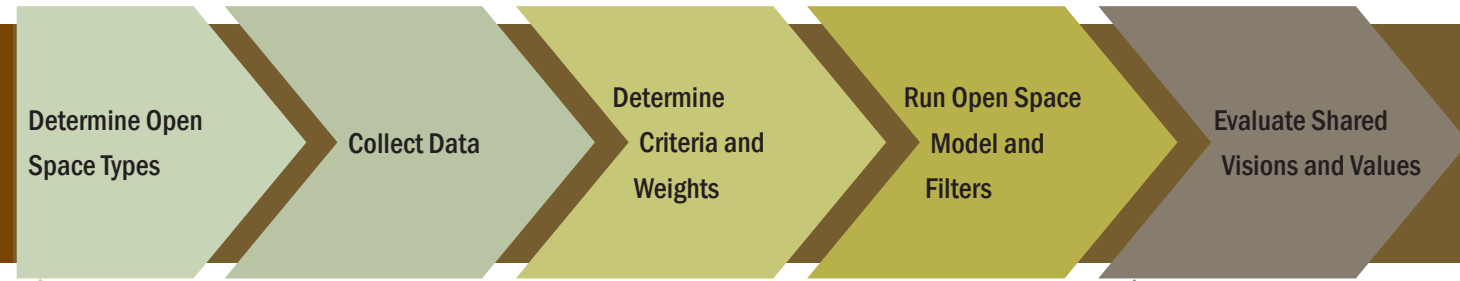 Determine Open
Space Types
Collect Data
Determine
Criteria and
Weights
Run Open Space
Model and
Filters
Evaluate Shared
Visions and Values